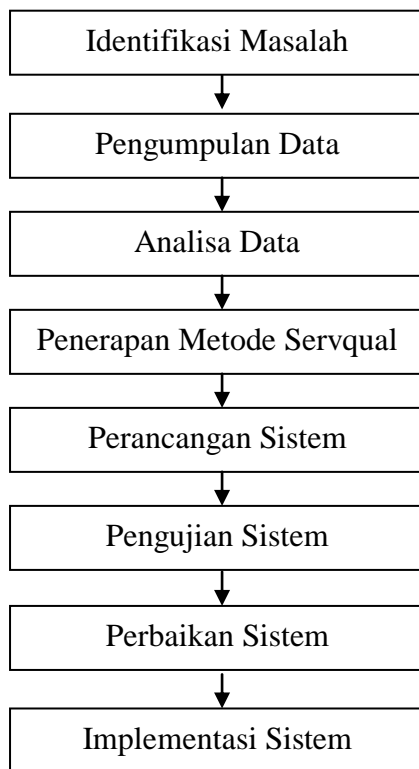 Identifikasi Masalah
Pengumpulan Data
Analisa Data
Penerapan Metode Servqual
Perancangan Sistem
Pengujian Sistem
Perbaikan Sistem
Implementasi Sistem